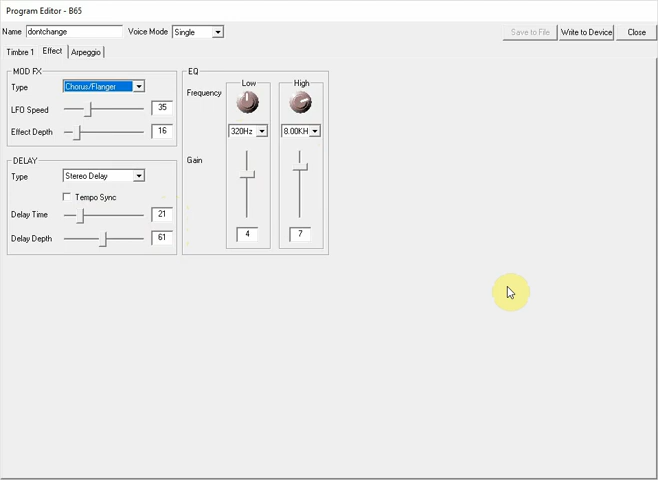 Program Editor - B65
Name dontchange Voice Mode Single Save to File Write to Device Close
Timbre 1 Effect Arpeggio
MOD FX
Type Chorus/Flanger
LFO Speed 35
Effect Depth 16
DELAY
Type Stereo Delay
Tempo Sync
Delay Time 21
Delay Depth 61
EQ
Low High
Frequency
320Hz 8.00KH
Gain
4 7